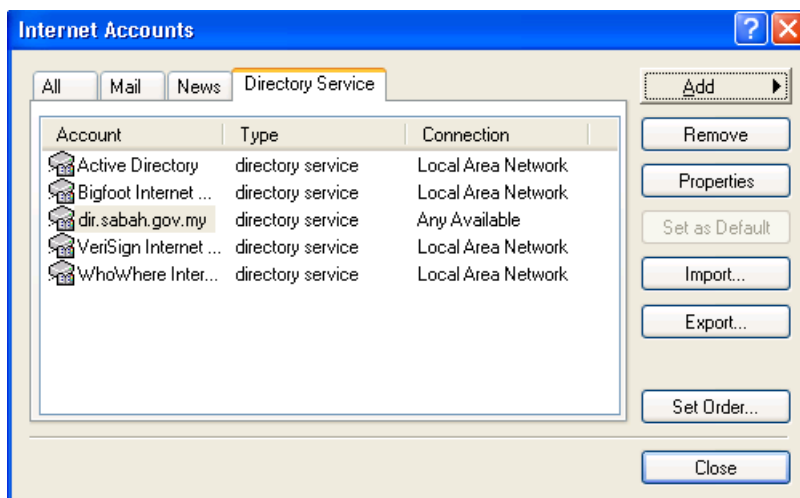 Internet Accounts
All Mail News Directory Service
Add
Remove
Properties
Set as Default
Import...
Export...
Set Order...
Close
Account Type Connection
Active Directory directory service Local Area Network
Bigfoot Internet ... directory service Local Area Network
dir.sabah.gov.my directory service Any Available
VeriSign Internet ... directory service Local Area Network
WhoWhere Inter... directory service Local Area Network